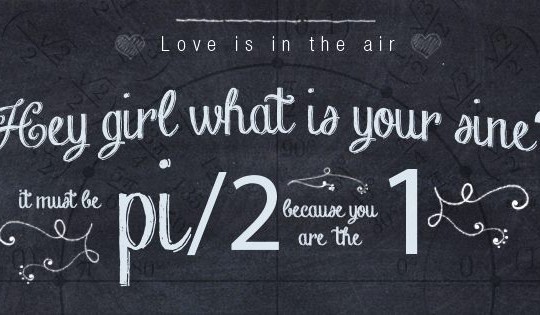 Love is in the air
Hey girl what is your sine?
it must be pi/2 because you are the 1